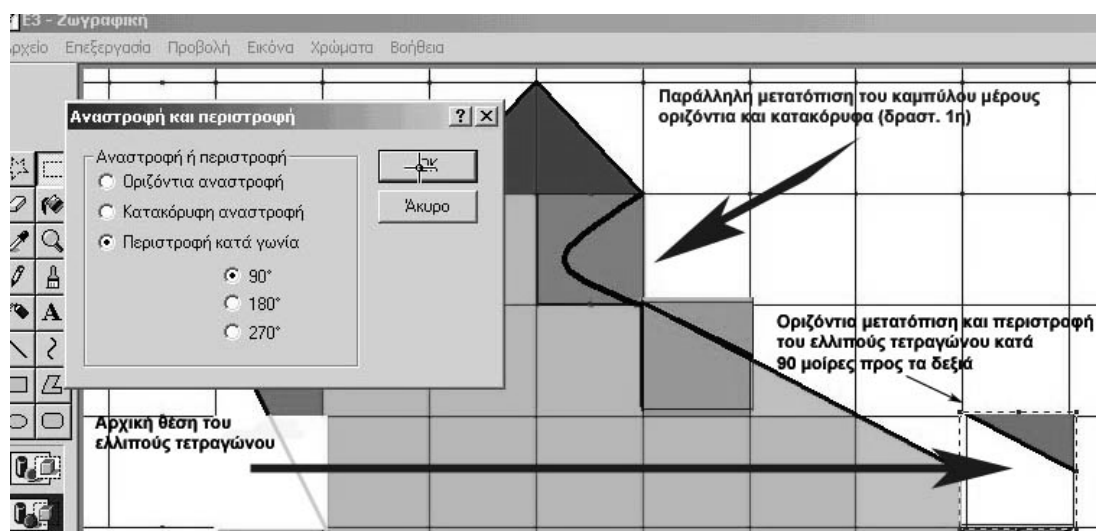 E3 - Ζωγραφική
Αρχείο Επεξεργασία Προβολή Εικόνα Χρώματα Βοήθεια
Αναστροφή και περιστροφή
Αναστροφή ή περιστροφή
Οριζόντια αναστροφή
Κατακόρυφη αναστροφή
Περιστροφή κατά γωνία
90°
180°
270°
OK
Άκυρο
Παράλληλη μετατόπιση του καμπύλου μέρους
οριζόντια και κατακόρυφα (δραστ. 1η)
Οριζόντιο μετατόπιση και περιστροφή
του ελλιπούς τετραγώνου κατά
90 μοίρες προς τα δεξιά
Αρχική θέση του
ελλιπούς τετραγώνου
A